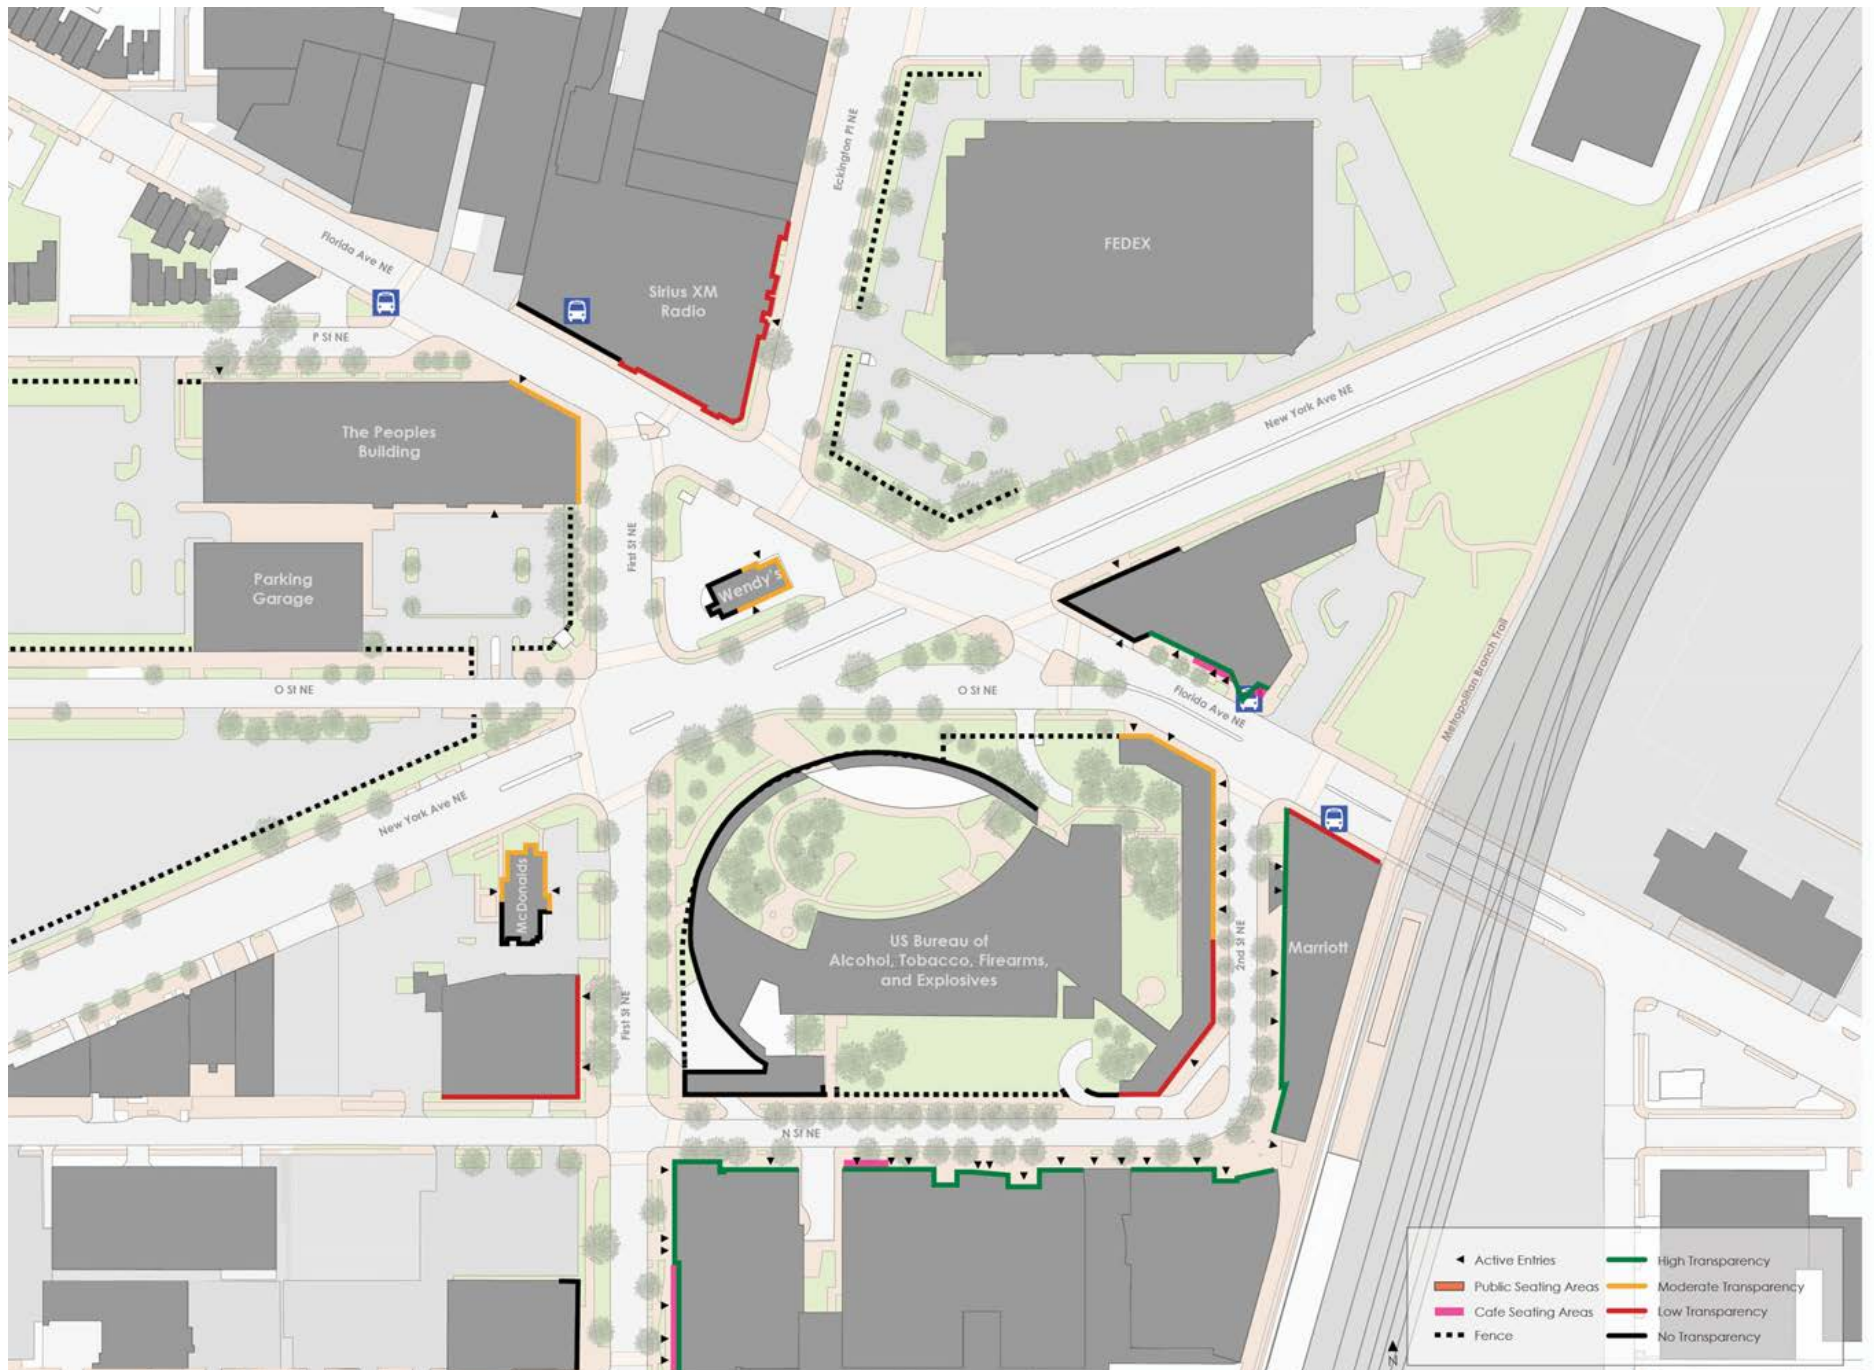 Eckington Pl NE
Florida Ave NE
FEDEX
Sirius XM
Radio
P St NE
New York Ave NE
The Peoples
Building
First St NE
Wendy's
Parking
Garage
Metropolitan Branch Trail
O St NE
O St NE
Florida Ave NE
New York Ave NE
McDonalds
US Bureau of
Alcohol, Tobacco, Firearms,
and Explosives
2nd St NE
Marriott
First St NE
N St NE
Active Entries
High Transparency
Public Seating Areas
Moderate Transparency
Cafe Seating Areas
Low Transparency
Fence
No Transparency
N